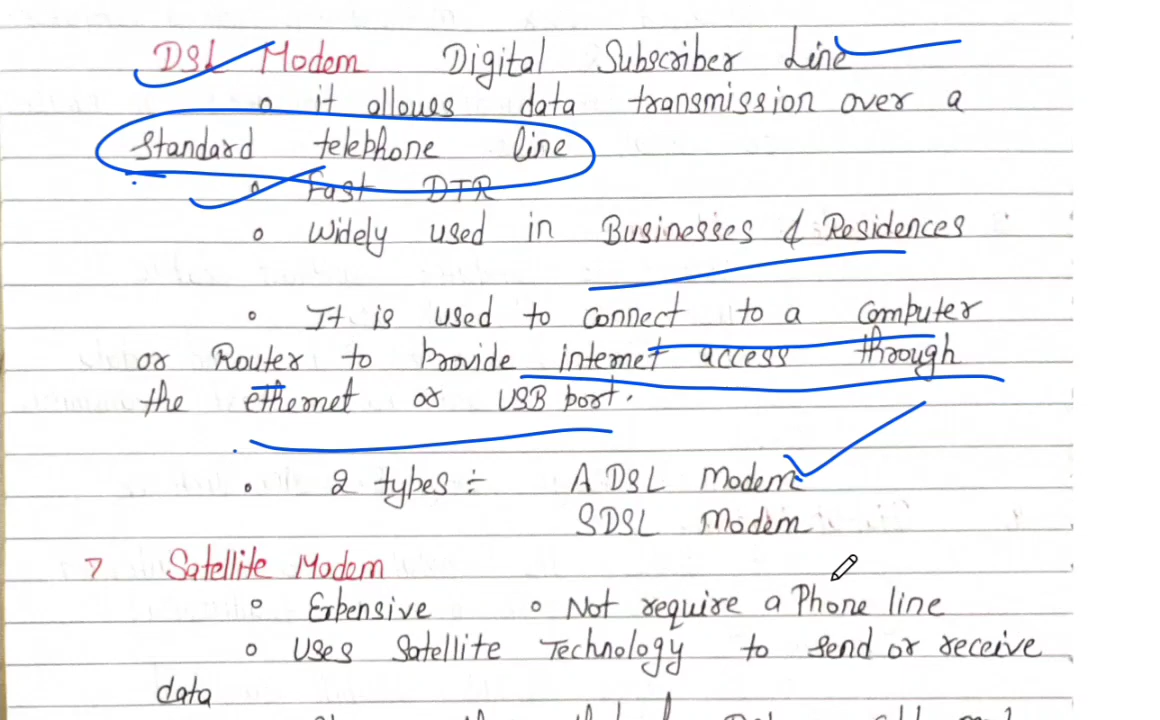 DSL Modem Digital Subscriber Line
o it allows data transmission over a
Standard telephone line
o Fast DTR
o Widely used in Businesses & Residences
o It is used to connect to a computer
or Router to provide internet access through
the ethernet or USB port.
• 2 types ÷ ADSL Modem
SDSL Modem
7 Satellite Modem
o Expensive o Not require a Phone line
o Uses Satellite Technology to send or receive
data